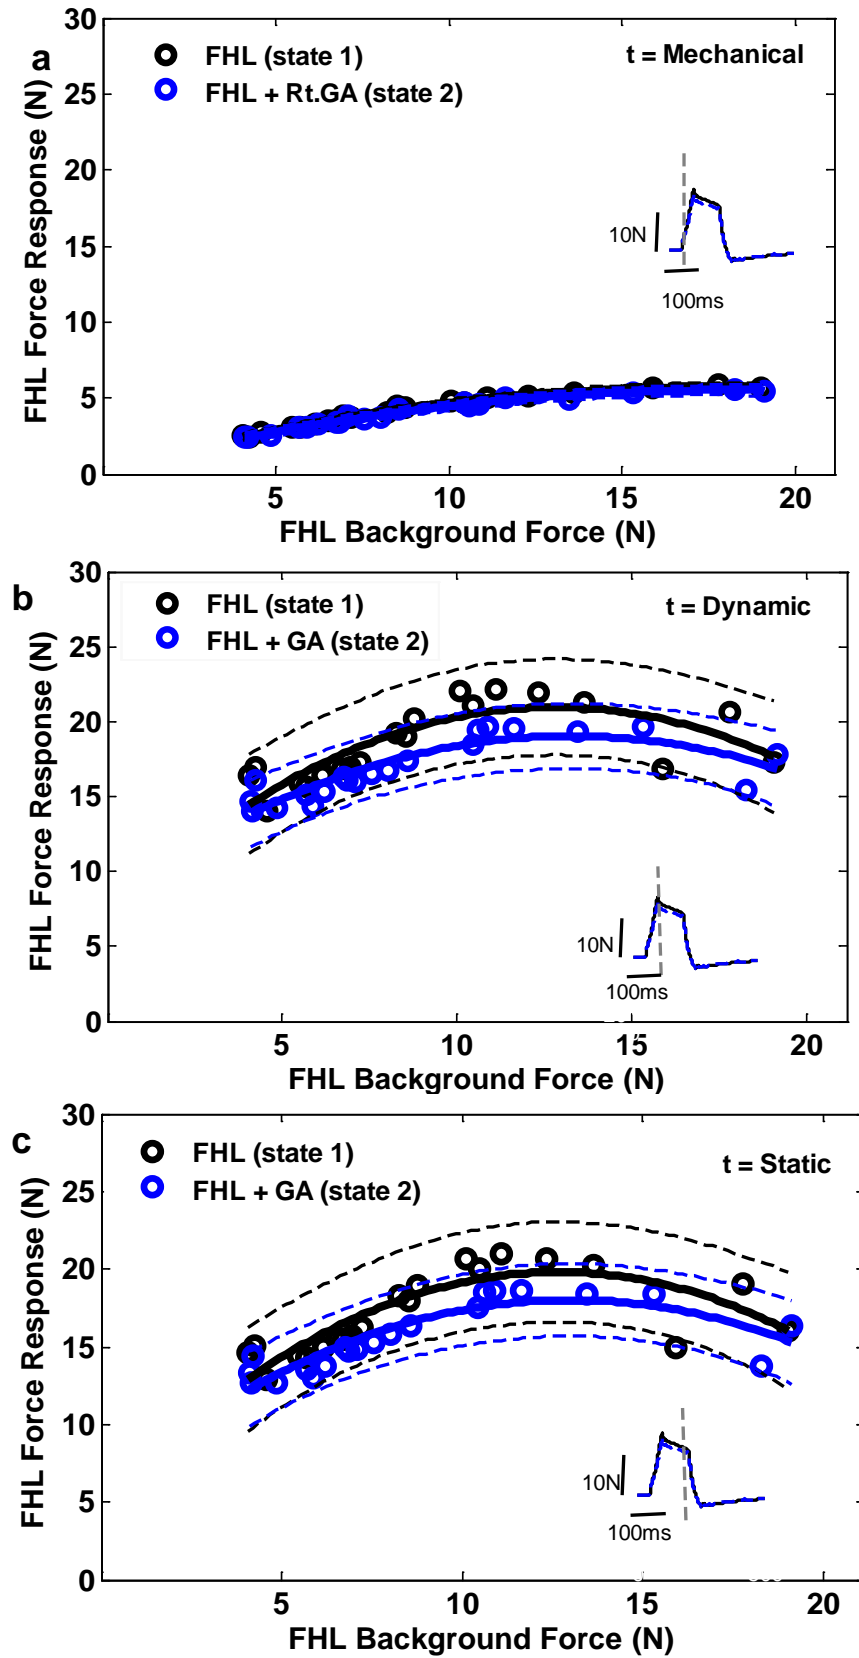 a
FHL (state 1)
FHL + Rt.GA (state 2)
t = Mechanical
FHL Force Response (N)
30
25
20
15
10
5
0
10N
100ms
5
10
15
20
FHL Background Force (N)
b
FHL (state 1)
FHL + GA (state 2)
t = Dynamic
FHL Force Response (N)
30
25
20
15
10
5
0
10N
100ms
5
10
15
20
FHL Background Force (N)
c
FHL (state 1)
FHL + GA (state 2)
t = Static
FHL Force Response (N)
30
25
20
15
10
5
0
10N
100ms
5
10
15
20
FHL Background Force (N)